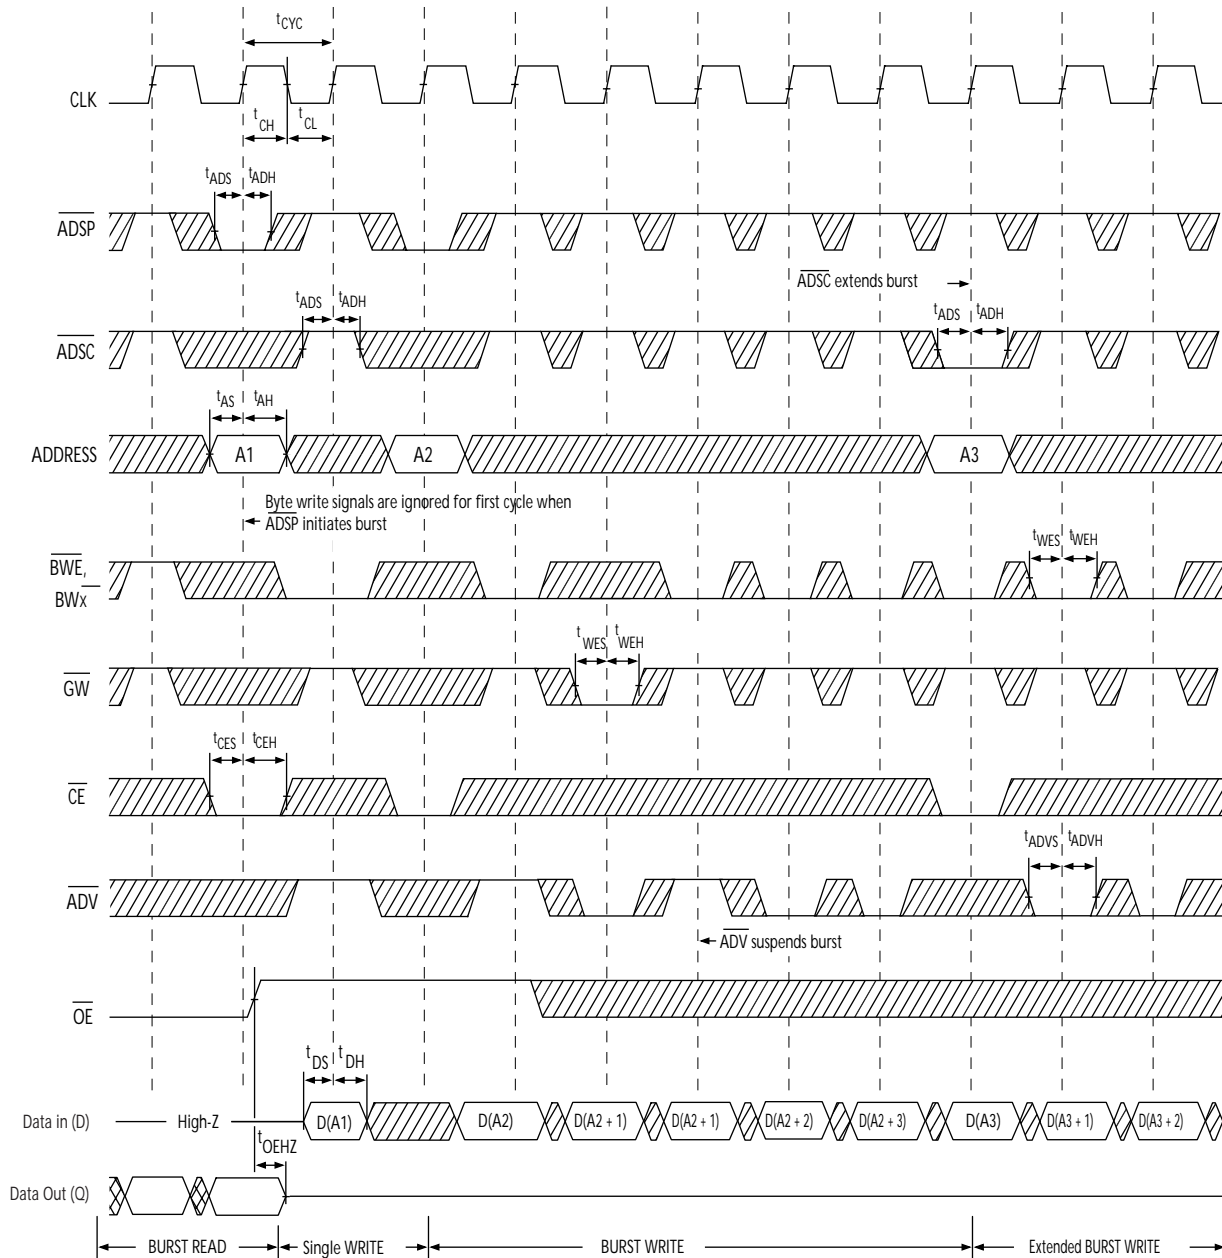 tCYC
CLK
tCH tCL
tADS tADH
ADSP
ADSC extends burst
tADS tADH
tADS tADH
ADSC
tAS tAH
ADDRESS A1 A2 A3
Byte write signals are ignored for first cycle when
ADSP initiates burst
tWES tWEH
BWE,
BWx
tWES tWEH
GW
tCES tCEH
CE
tADVS tADVH
ADV
ADV suspends burst
OE
tDS tDH
Data in (D) High-Z D(A1) D(A2) D(A2 + 1) D(A2 + 1) D(A2 + 2) D(A2 + 3) D(A3) D(A3 + 1) D(A3 + 2)
tOEHZ
Data Out (Q)
BURST READ Single WRITE BURST WRITE Extended BURST WRITE